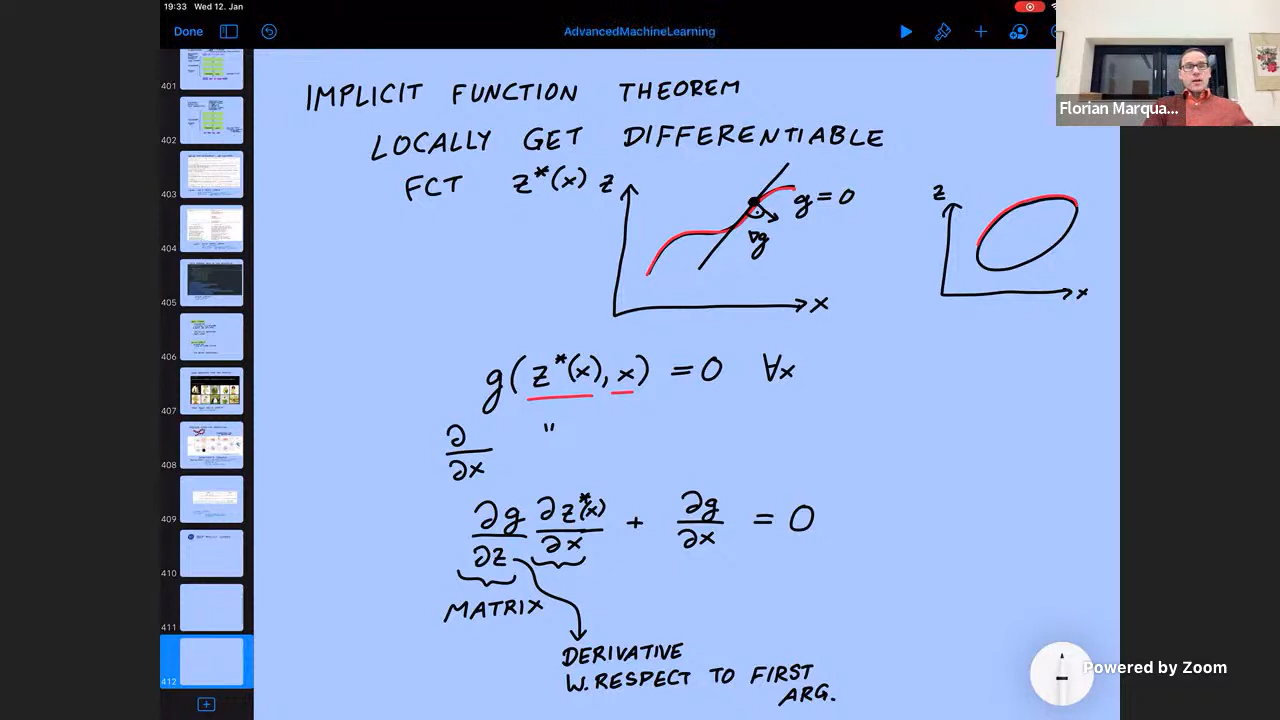 19:33 Wed 12. Jan
Done
AdvancedMachineLearning
Florian Marqua...
IMPLICIT FUNCTION THEOREM
LOCALLY GET DIFFERENTIABLE
FCT z*(x)
z
g = 0
∇g
x
z
x
g( z*(x), x ) = 0 ∀x
∂/∂x "
∂g/∂z ∂z*(x)/∂x + ∂g/∂x = 0
MATRIX
DERIVATIVE
W. RESPECT TO FIRST
ARG.
401
402
403
404
405
406
407
408
409
410
411
412
Powered by Zoom